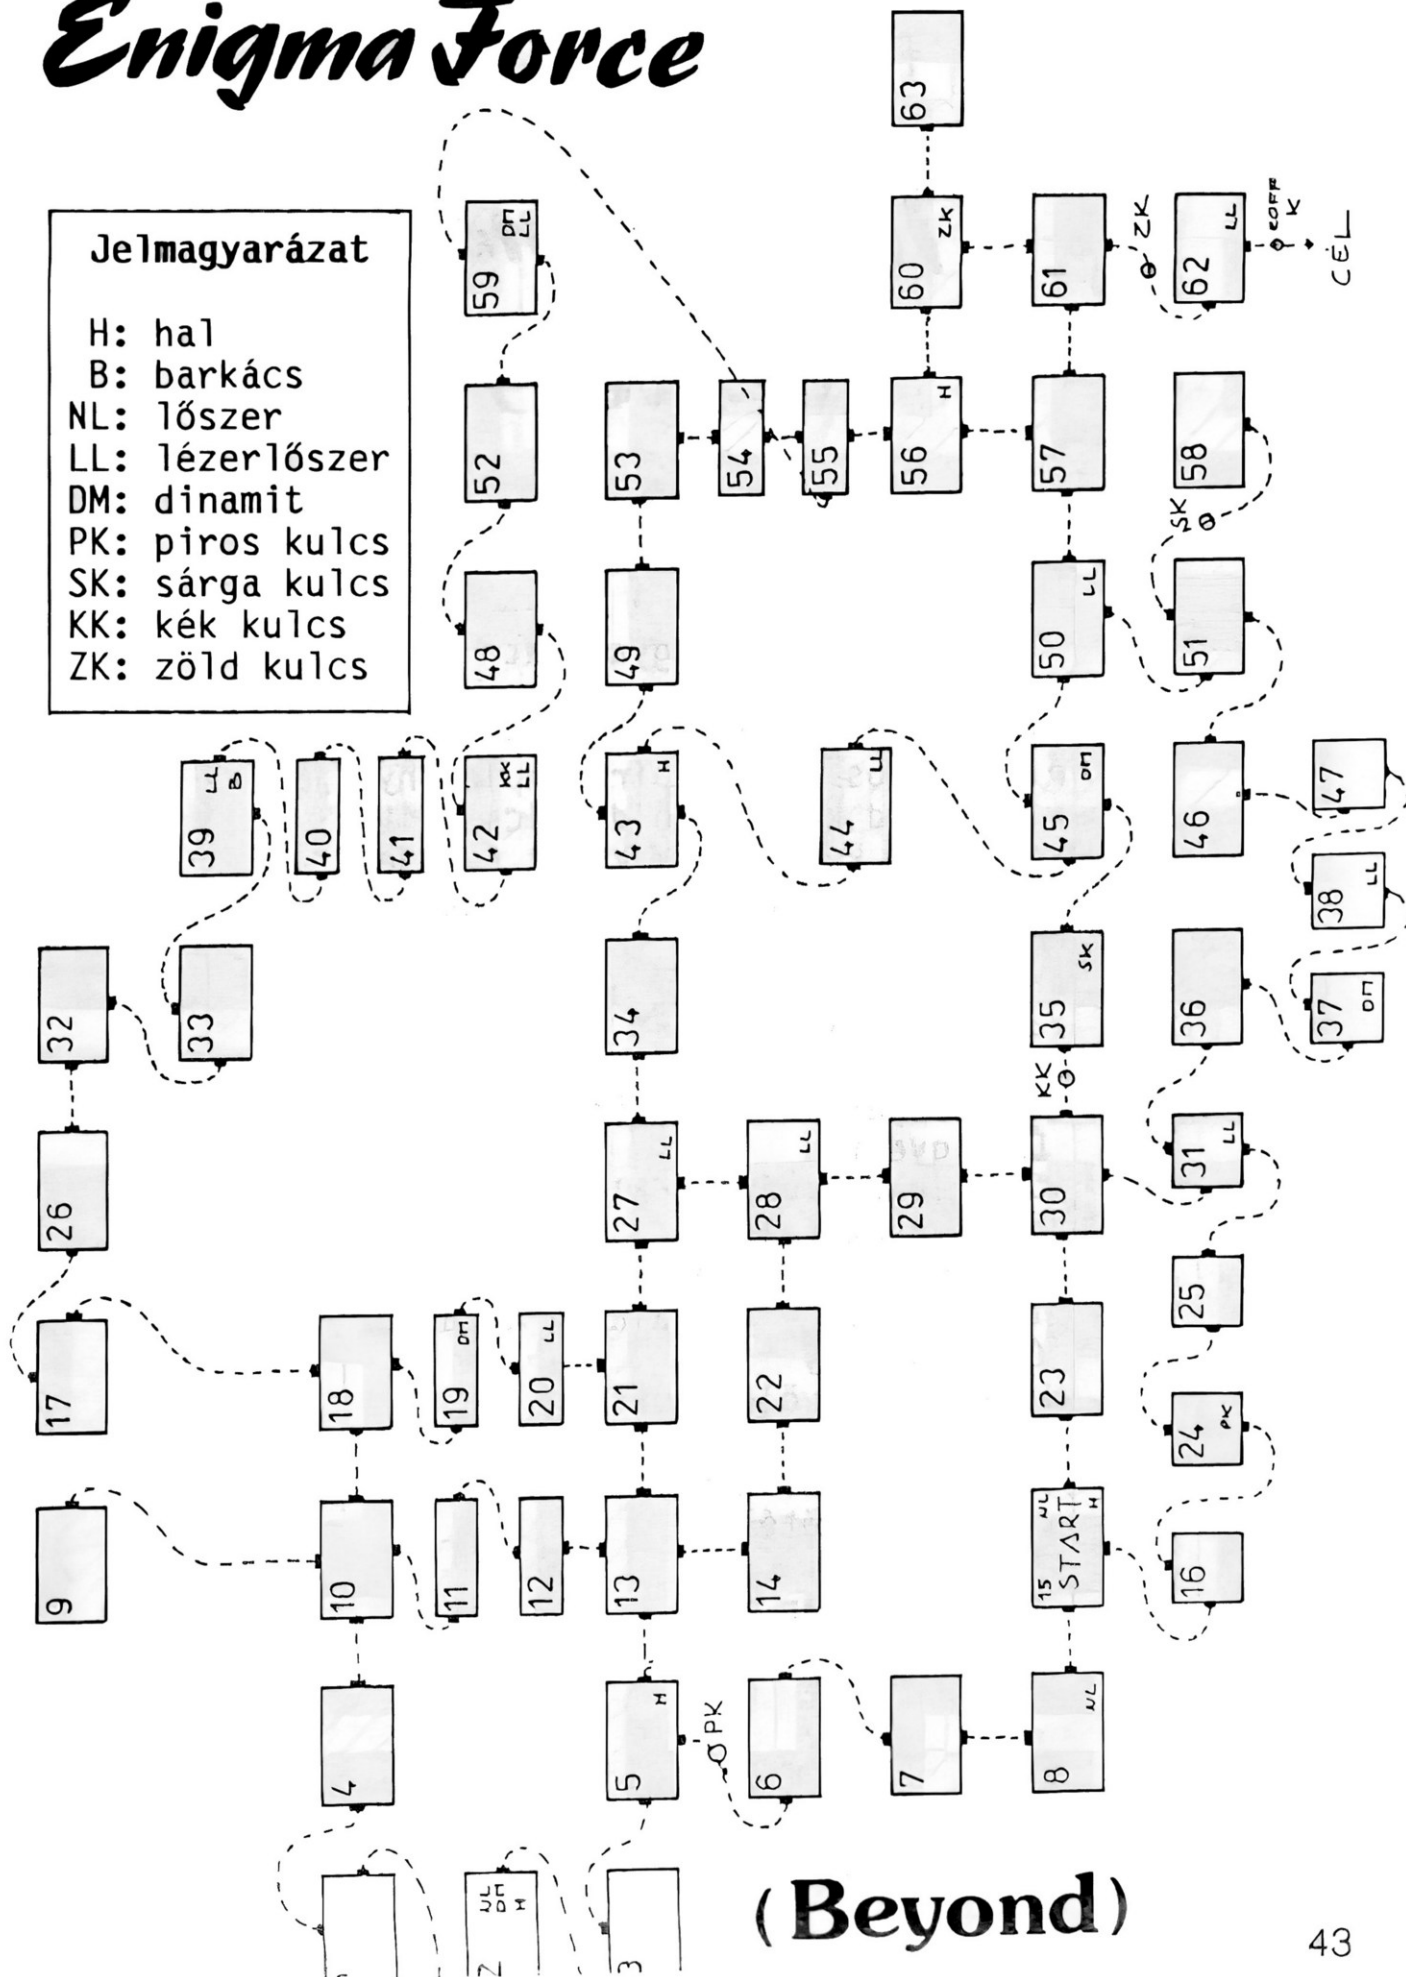 Enigma Force
Jelmagyarázat
H: hal
B: barkács
NL: lőszer
LL: lézerlőszer
DM: dinamit
PK: piros kulcs
SK: sárga kulcs
KK: kék kulcs
ZK: zöld kulcs
63
59 DM LL
60 ZK
61
ZK
62 LL
K
CÉL
52
53
54
55
56 H
57
58
SK
48
49
50 LL
51
39 LL B
40
41
42 KK LL
43 H
44 LL
45 DM
46
47
38 LL
32
33
34
35 SK
36
37 DM
KK
26
27 LL
28 LL
29
30
31 LL
25
17
18
19 DM
20 LL
21
22
23
24 PK
9
10
11
12
13
14
15 NL
START
H
16
4
5 H
PK
6
7
8 NL
NL
DM
H
3
(Beyond)
43